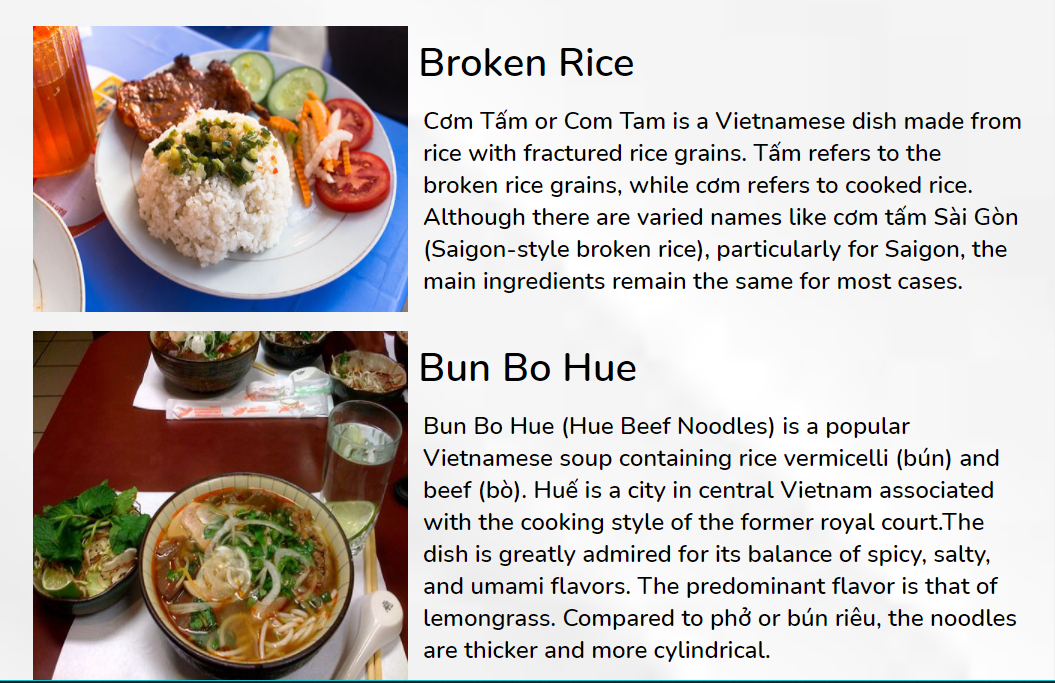 Broken Rice
Cơm Tấm or Com Tam is a Vietnamese dish made from
rice with fractured rice grains. Tấm refers to the
broken rice grains, while cơm refers to cooked rice.
Although there are varied names like cơm tấm Sài Gòn
(Saigon-style broken rice), particularly for Saigon, the
main ingredients remain the same for most cases.
Bun Bo Hue
Bun Bo Hue (Hue Beef Noodles) is a popular
Vietnamese soup containing rice vermicelli (bún) and
beef (bò). Huế is a city in central Vietnam associated
with the cooking style of the former royal court.The
dish is greatly admired for its balance of spicy, salty,
and umami flavors. The predominant flavor is that of
lemongrass. Compared to phở or bún riêu, the noodles
are thicker and more cylindrical.